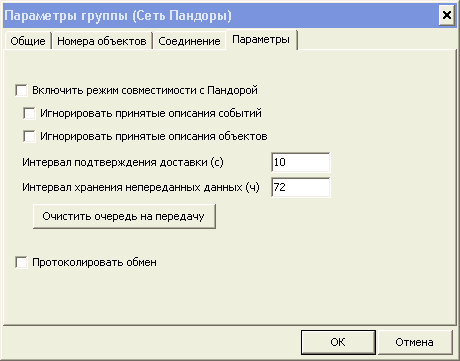 Параметры группы (Сеть Пандоры)
Общие Номера объектов Соединение Параметры
Включить режим совместимости с Пандорой
Игнорировать принятые описания событий
Игнорировать принятые описания объектов
Интервал подтверждения доставки (с) 10
Интервал хранения непереданных данных (ч) 72
Очистить очередь на передачу
Протоколировать обмен
ОК Отмена